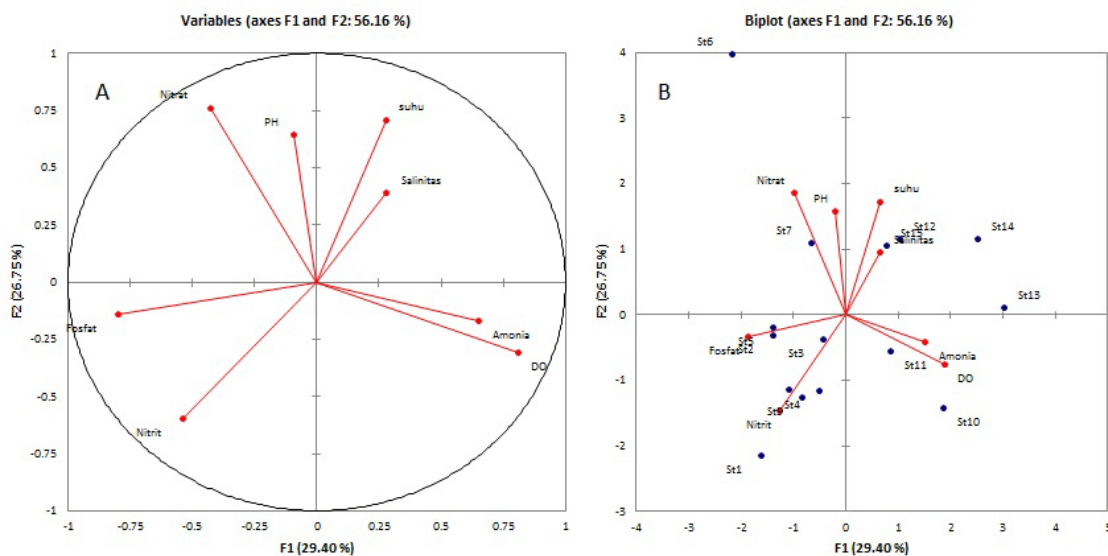 Variables (axes F1 and F2: 56.16 %)
A
Nitrat
PH
suhu
Salinitas
Fosfat
Amonia
DO
Nitrit
1
0.75
0.5
0.25
0
-0.25
-0.5
-0.75
-1
-1 -0.75 -0.5 -0.25 0 0.25 0.5 0.75 1
F2 (26.75%)
F1 (29.40 %)
Biplot (axes F1 and F2: 56.16 %)
St6
B
Nitrat
PH
suhu
St7
St12
St15
St14
Salinitas
St13
St5
St2
Fosfat
St3
St11
Amonia
DO
St4
Nitrit
St10
St1
4
3
2
1
0
-1
-2
-3
-4 -2 -1 0 1 2 3 4 5
F2 (26.75%)
F1 (29.40 %)